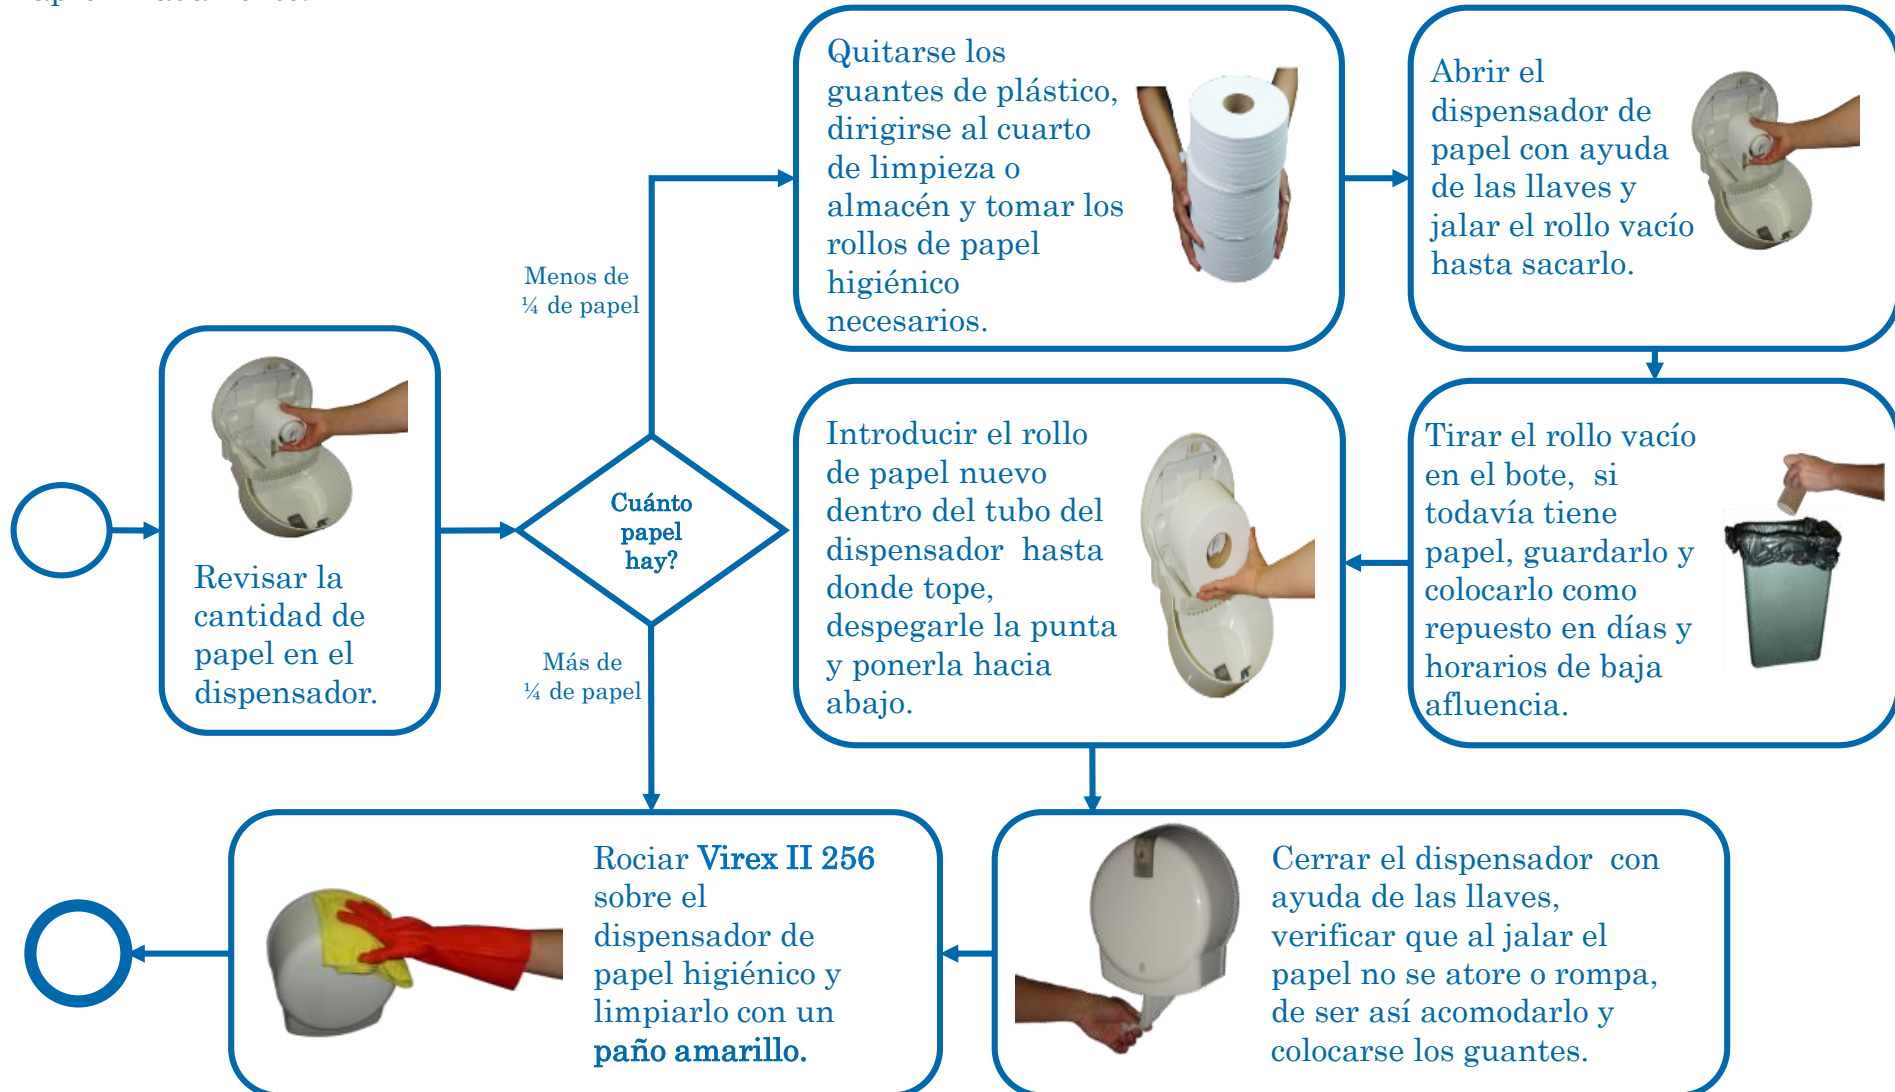 Revisar la
cantidad de
papel en el
dispensador.
Cuánto
papel
hay?
Menos de
¼ de papel
Más de
¼ de papel
Quitarse los
guantes de plástico,
dirigirse al cuarto
de limpieza o
almacén y tomar los
rollos de papel
higiénico
necesarios.
Abrir el
dispensador de
papel con ayuda
de las llaves y
jalar el rollo vacío
hasta sacarlo.
Tirar el rollo vacío
en el bote, si
todavía tiene
papel, guardarlo y
colocarlo como
repuesto en días y
horarios de baja
afluencia.
Introducir el rollo
de papel nuevo
dentro del tubo del
dispensador hasta
donde tope,
despegarle la punta
y ponerla hacia
abajo.
Cerrar el dispensador con
ayuda de las llaves,
verificar que al jalar el
papel no se atore o rompa,
de ser así acomodarlo y
colocarse los guantes.
Rociar Virex II 256
sobre el
dispensador de
papel higiénico y
limpiarlo con un
paño amarillo.